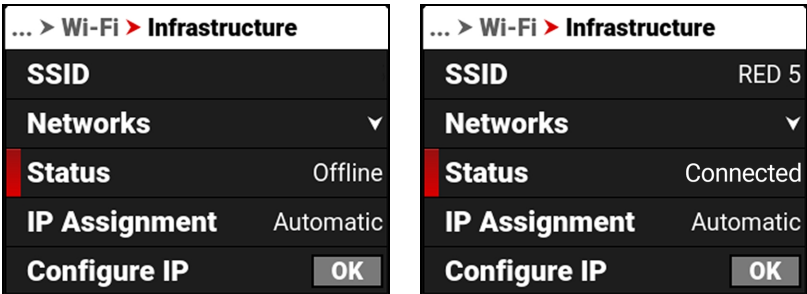 ... > Wi-Fi > Infrastructure
SSID
Networks
Status Offline
IP Assignment Automatic
Configure IP OK
... > Wi-Fi > Infrastructure
SSID RED 5
Networks
Status Connected
IP Assignment Automatic
Configure IP OK